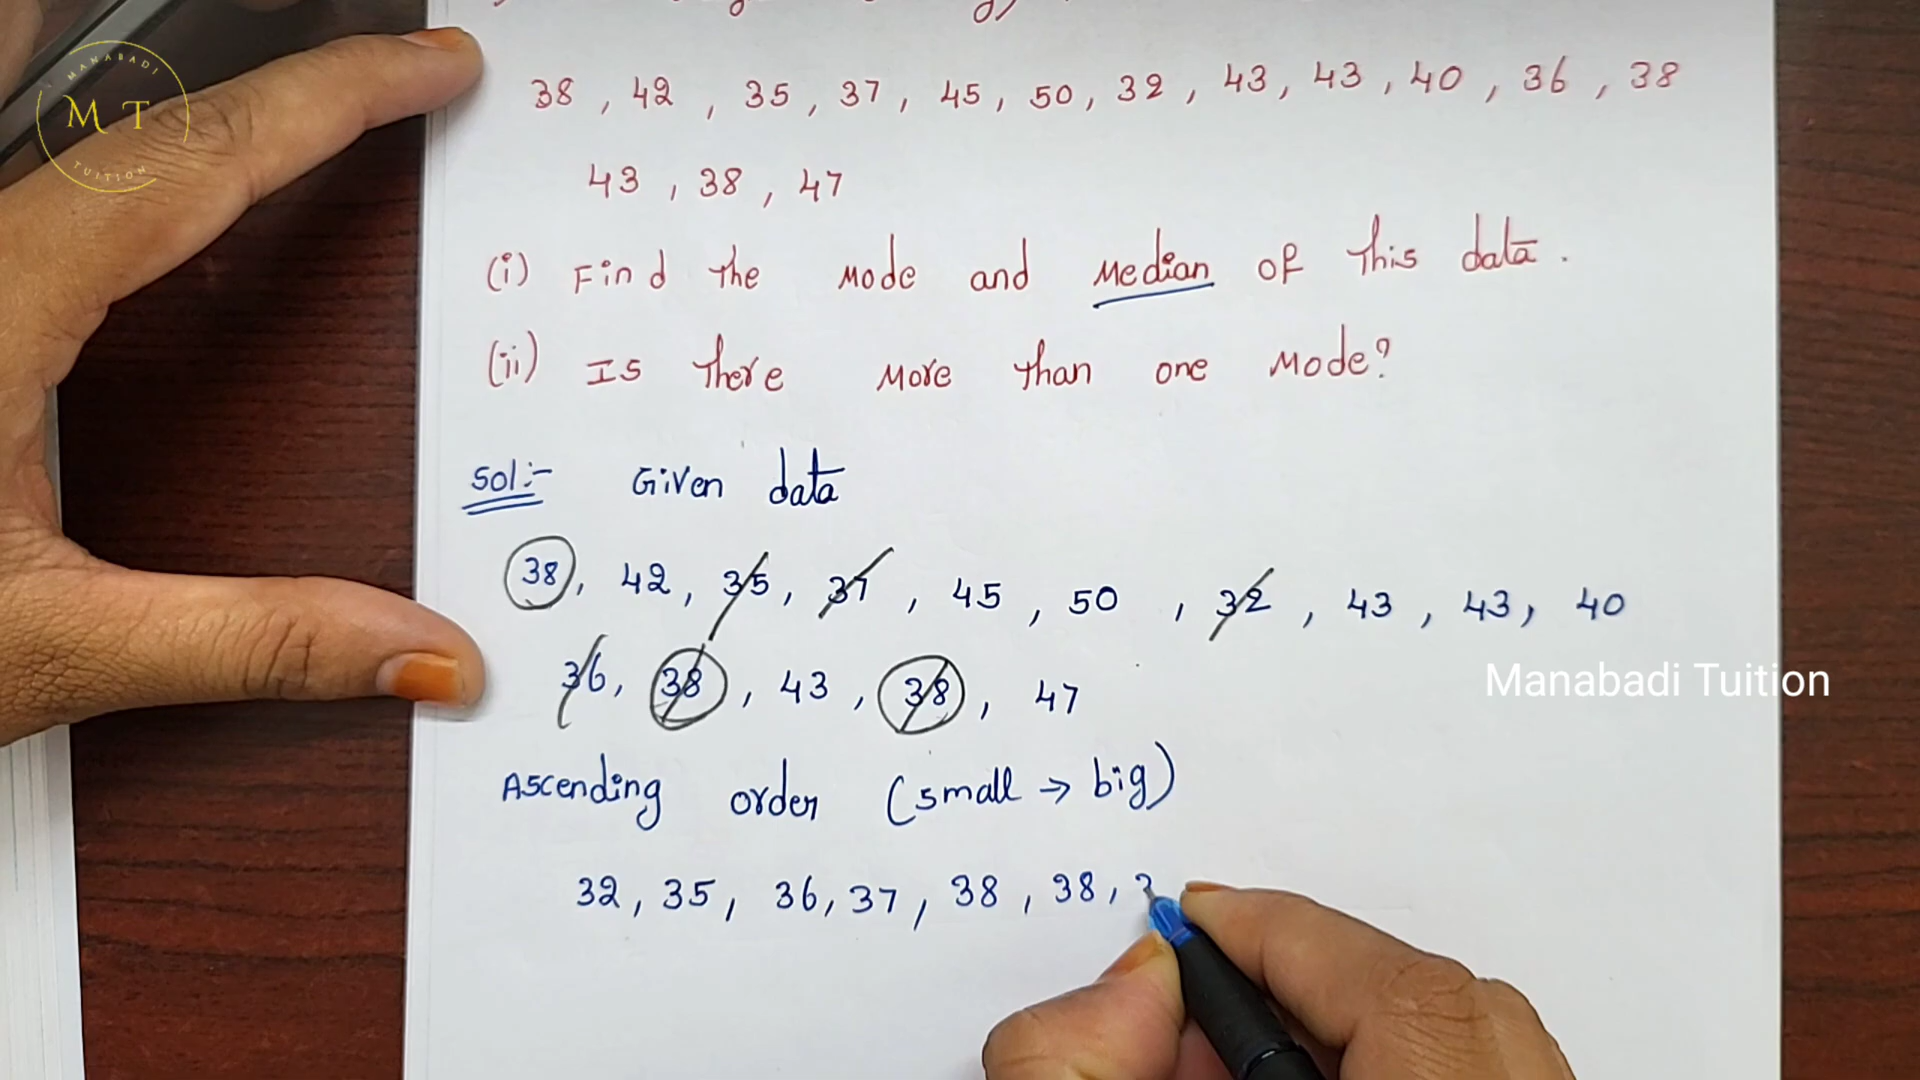 MANABADI
M T
TUITION
38 , 42 , 35 , 37 , 45 , 50 , 32 , 43 , 43 , 40 , 36 , 38
43 , 38 , 47
(i) Find the Mode and Median of this data .
(ii) Is there More than one Mode?
Sol:- Given data
38 , 42 , 35 , 37 , 45 , 50 , 32 , 43 , 43 , 40
36 , 38 , 43 , 38 , 47
Manabadi Tuition
Ascending order (small → big)
32 , 35 , 36 , 37 , 38 , 38 ,